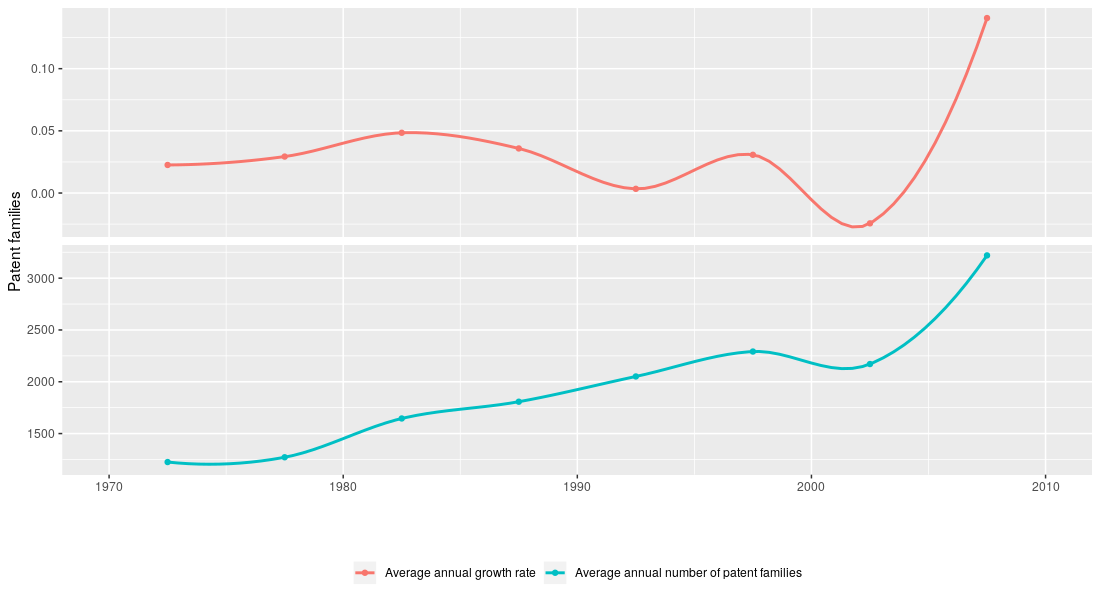 Patent families
0.10
0.05
0.00
3000
2500
2000
1500
1970 1980 1990 2000 2010
Average annual growth rate Average annual number of patent families